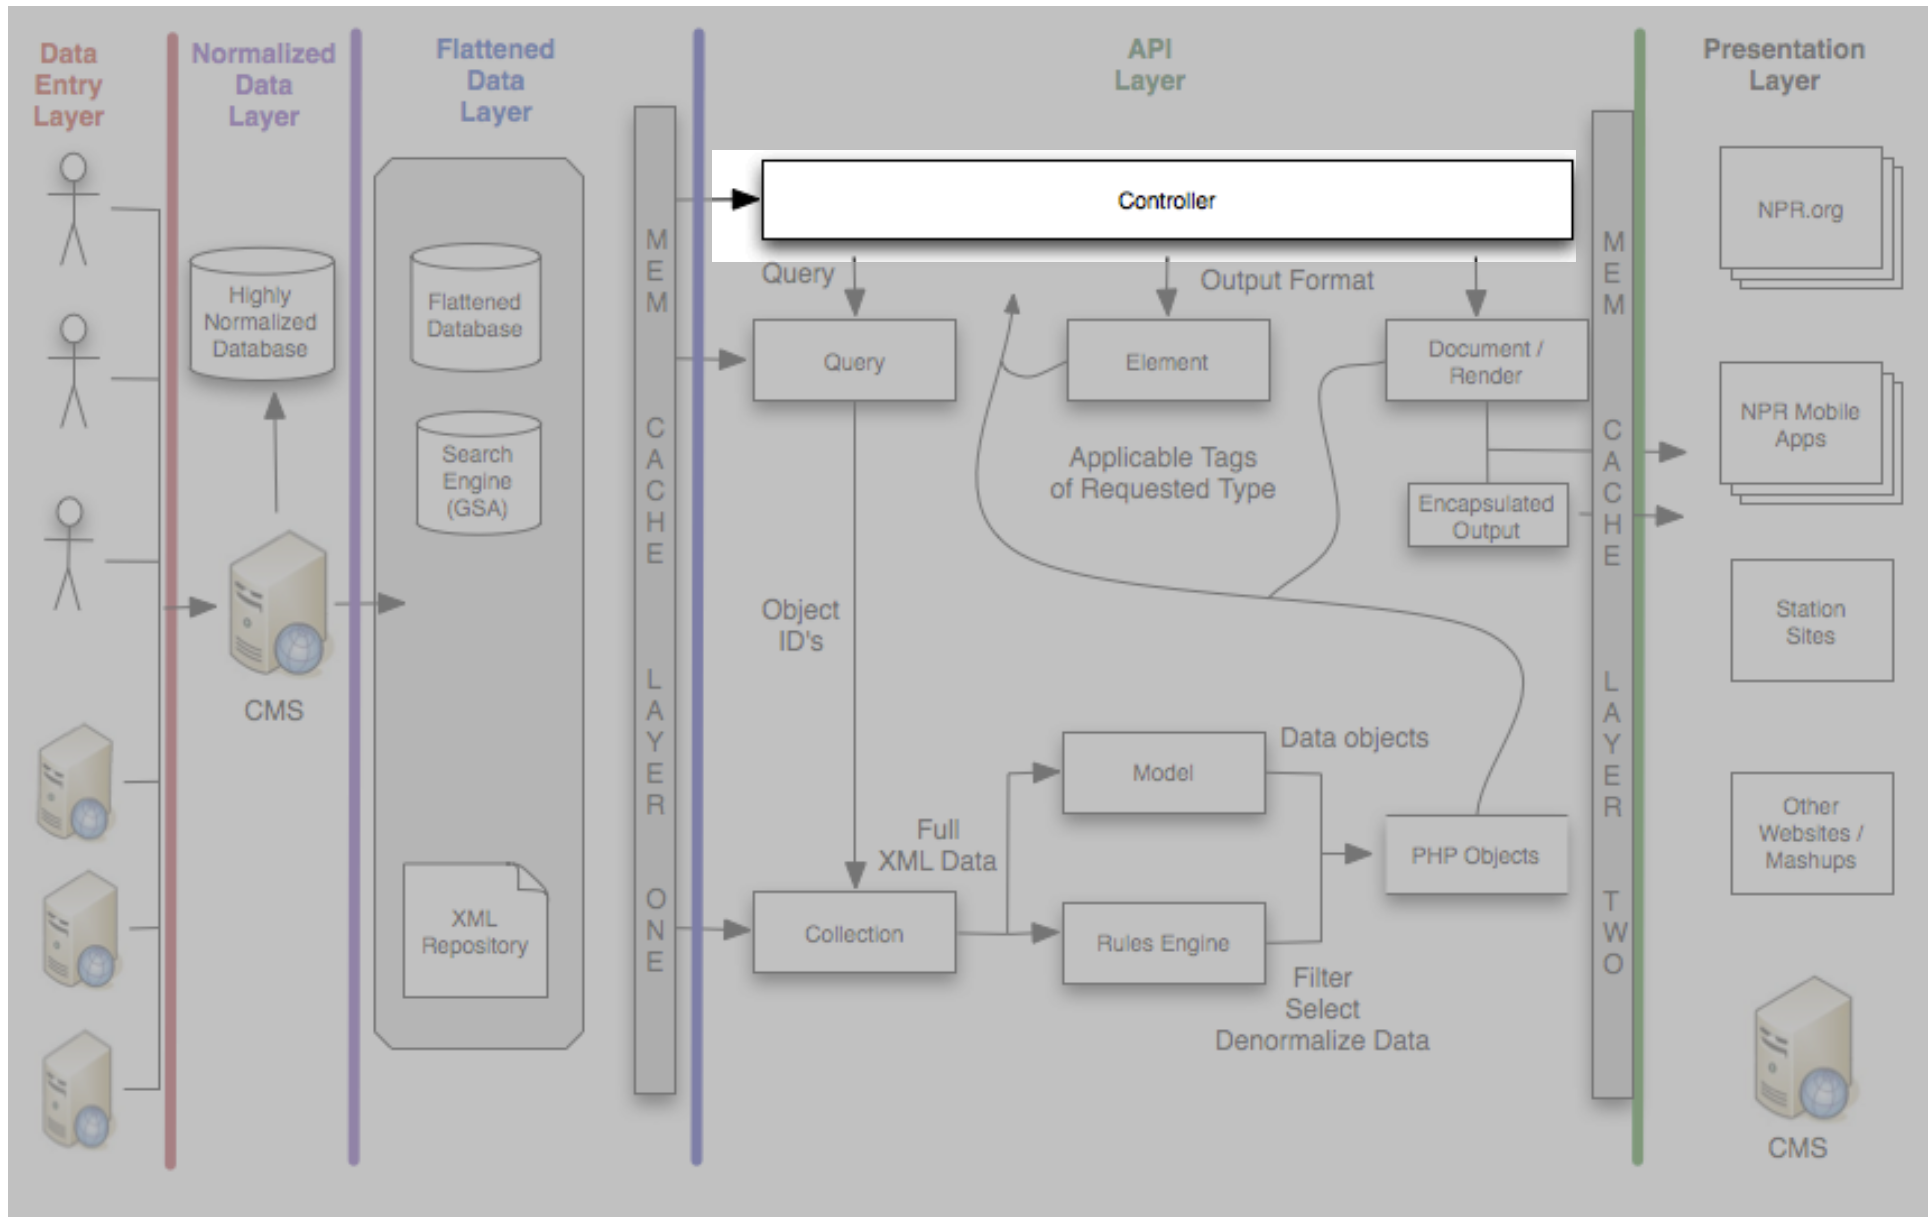 Data
Entry
Layer
Normalized
Data
Layer
Flattened
Data
Layer
API
Layer
Presentation
Layer
Controller
Query
Output Format
Highly
Normalized
Database
Flattened
Database
Search
Engine
(GSA)
XML
Repository
CMS
MEM
CACHE
LAYER
ONE
Query
Element
Document /
Render
Applicable Tags
of Requested Type
Encapsulated
Output
Object
ID's
Full
XML Data
Collection
Model
Data objects
Rules Engine
Filter
Select
Denormalize Data
PHP Objects
MEM
CACHE
LAYER
TWO
NPR.org
NPR Mobile
Apps
Station
Sites
Other
Websites /
Mashups
CMS